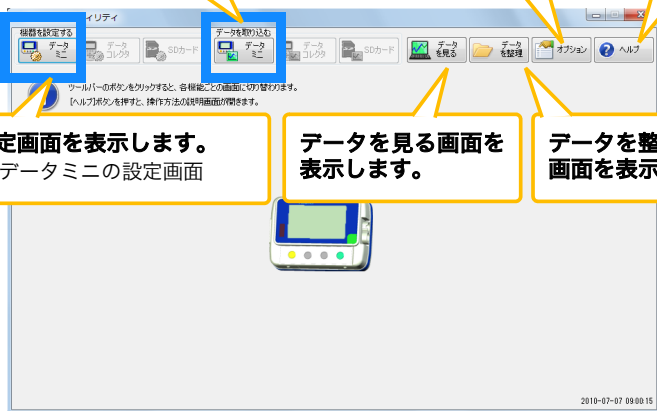 ィリティ
機器を設定する
データを取り込む
データ
ミニ
データ
コレクタ
SDカード
データ
ミニ
データ
コレクタ
SDカード
データ
を見る
データ
を整理
オプション
ヘルプ
ツールバーのボタンをクリックすると、各機能ごとの画面に切り替わります。
[ヘルプ]ボタンを押すと、操作方法の説明画面が開きます。
定画面を表示します。
データミニの設定画面
データを見る画面を
表示します。
データを整
画面を表示
2010-07-07 09:00:15